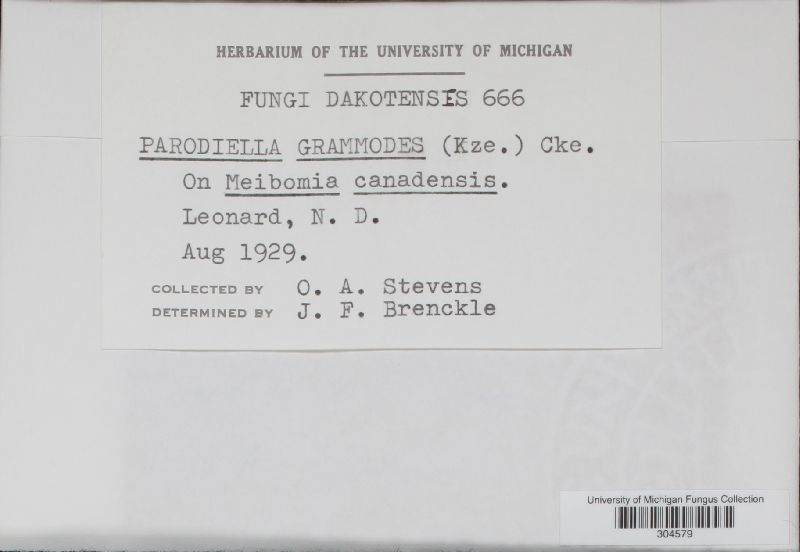 HERBARIUM OF THE UNIVERSITY OF MICHIGAN
FUNGI DAKOTENSIS 666
PARODIELLA GRAMMODES (Kze.) Cke.
On Meibomia canadensis.
Leonard, N. D.
Aug 1929.
COLLECTED BY O. A. Stevens
DETERMINED BY J. F. Brenckle
University of Michigan Fungus Collection
304579